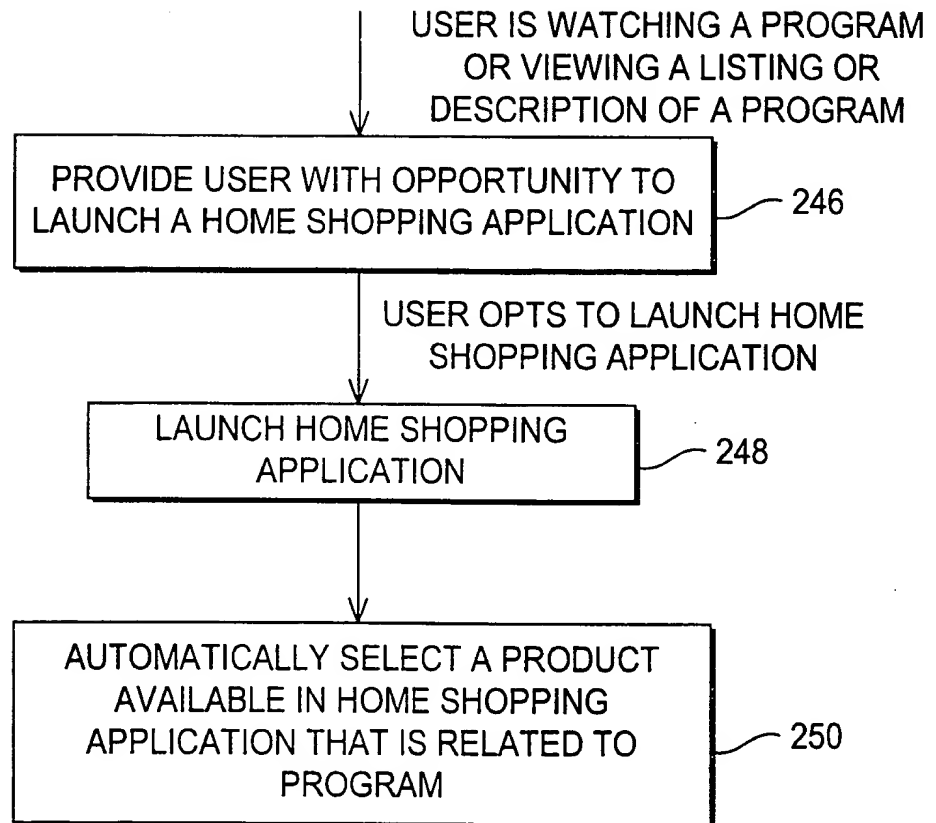 USER IS WATCHING A PROGRAM
OR VIEWING A LISTING OR
DESCRIPTION OF A PROGRAM
PROVIDE USER WITH OPPORTUNITY TO
LAUNCH A HOME SHOPPING APPLICATION
246
USER OPTS TO LAUNCH HOME
SHOPPING APPLICATION
LAUNCH HOME SHOPPING
APPLICATION
248
AUTOMATICALLY SELECT A PRODUCT
AVAILABLE IN HOME SHOPPING
APPLICATION THAT IS RELATED TO
PROGRAM
250